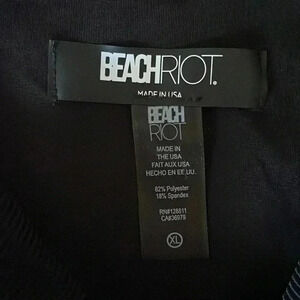 BEACHRIOT.
MADE IN USA
BEACH
RIOT
MADE IN
THE USA
FAIT AUX USA
HECHO EN EE.UU.
82% Polyester
18% Spandex
RN#128811
CA#36979
XL